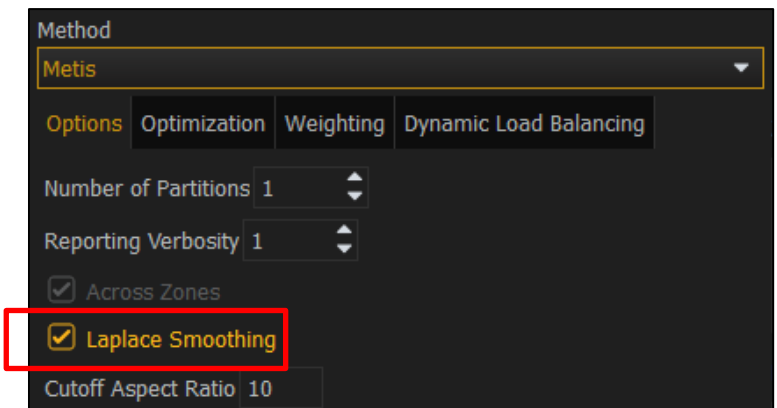 Method
Metis
Options Optimization Weighting Dynamic Load Balancing
Number of Partitions 1
Reporting Verbosity 1
Across Zones
Laplace Smoothing
Cutoff Aspect Ratio 10